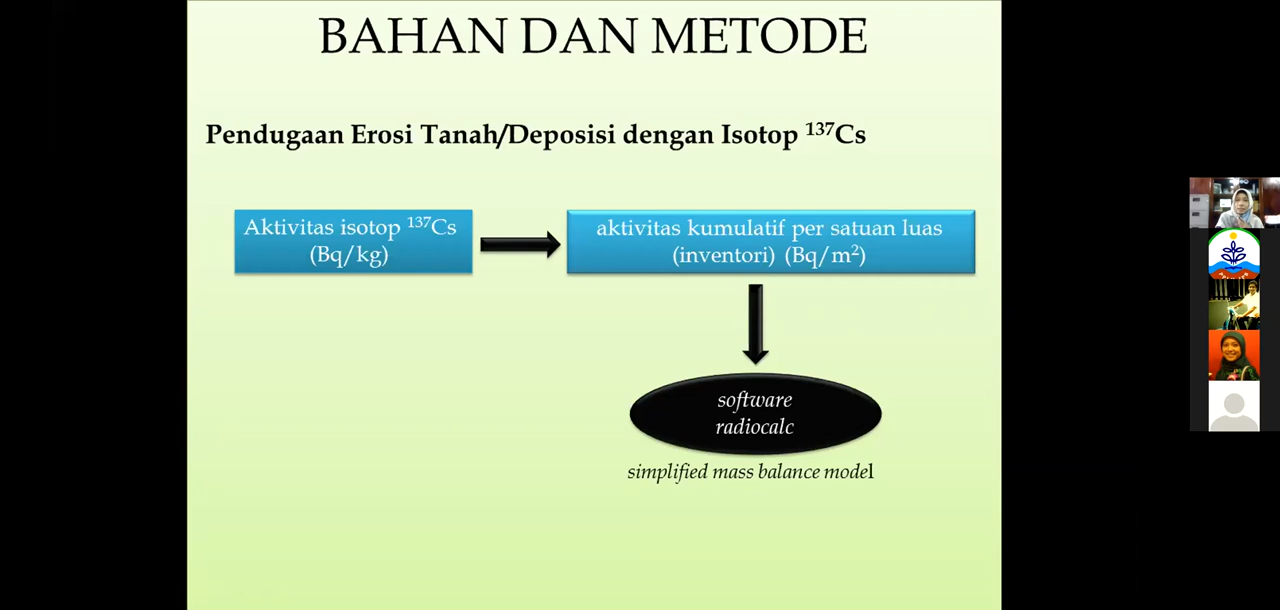 BAHAN DAN METODE
Pendugaan Erosi Tanah/Deposisi dengan Isotop ¹³⁷Cs
Aktivitas isotop ¹³⁷Cs
(Bq/kg)
aktivitas kumulatif per satuan luas
(inventori) (Bq/m²)
software
radiocalc
simplified mass balance model